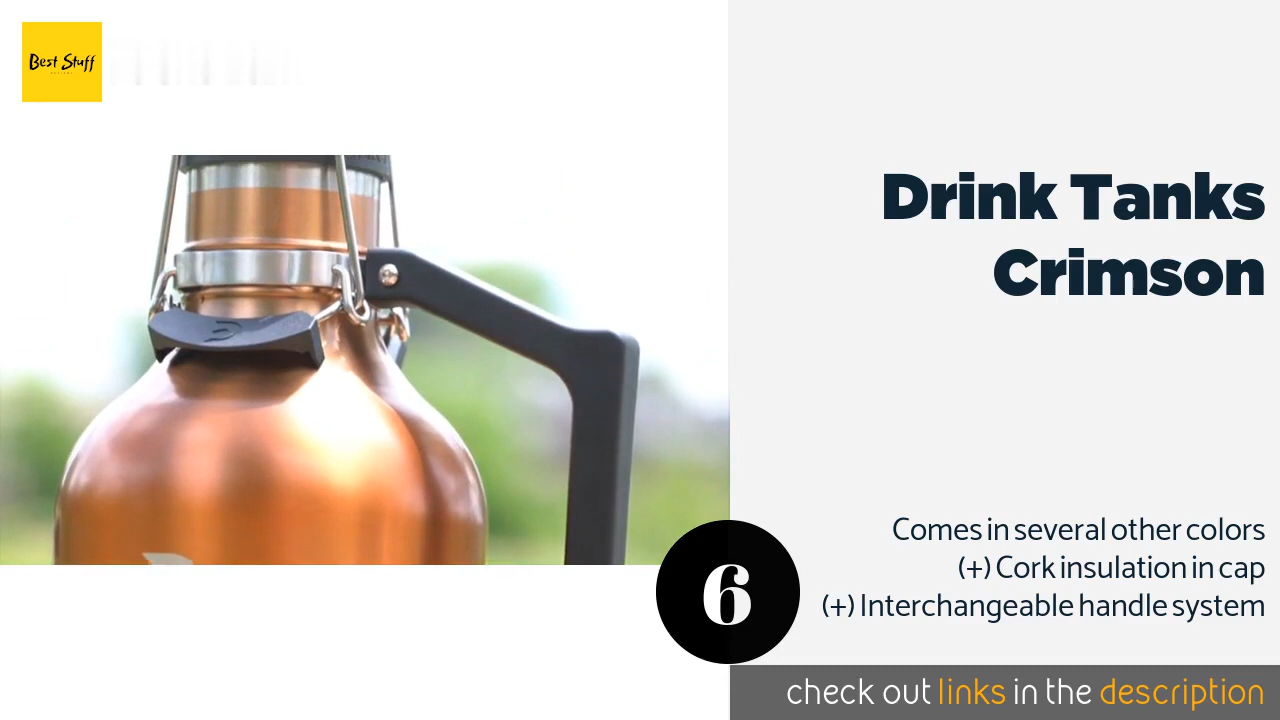 Best Stuff
Drink Tanks
Crimson
Comes in several other colors
(+) Cork insulation in cap
(+) Interchangeable handle system
6
check out links in the description